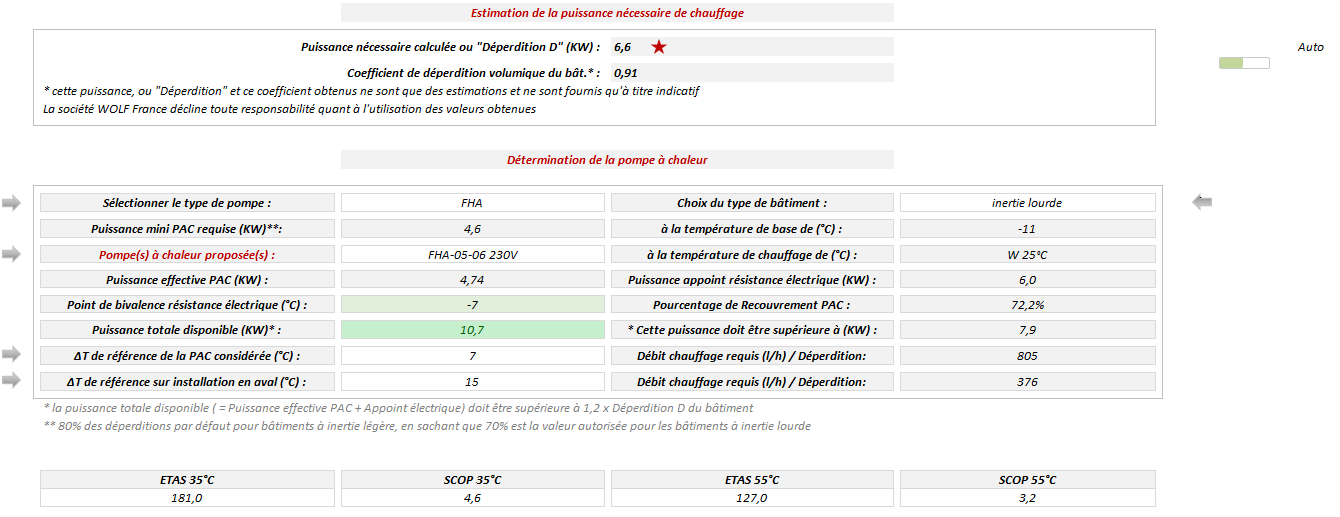 Estimation de la puissance nécessaire de chauffage
Puissance nécessaire calculée ou "Déperdition D" (KW) : 6,6
Auto
Coefficient de déperdition volumique du bât.* : 0,91
* cette puissance, ou "Déperdition" et ce coefficient obtenus ne sont que des estimations et ne sont fournis qu'à titre indicatif
La société WOLF France décline toute responsabilité quant à l'utilisation des valeurs obtenues
Détermination de la pompe à chaleur
Sélectionner le type de pompe : FHA Choix du type de bâtiment : inertie lourde
Puissance mini PAC requise (KW)**: 4,6 à la température de base de (°C) : -11
Pompe(s) à chaleur proposée(s) : FHA-05-06 230V à la température de chauffage de (°C) : W 25°C
Puissance effective PAC (KW) : 4,74 Puissance appoint résistance électrique (KW) : 6,0
Point de bivalence résistance électrique (°C) : -7 Pourcentage de Recouvrement PAC : 72,2%
Puissance totale disponible (KW)* : 10,7 * Cette puissance doit être supérieure à (KW) : 7,9
ΔT de référence de la PAC considérée (°C) : 7 Débit chauffage requis (l/h) / Déperdition: 805
ΔT de référence sur installation en aval (°C) : 15 Débit chauffage requis (l/h) / Déperdition: 376
* la puissance totale disponible ( = Puissance effective PAC + Appoint électrique) doit être supérieure à 1,2 x Déperdition D du bâtiment
** 80% des déperditions par défaut pour bâtiments à inertie légère, en sachant que 70% est la valeur autorisée pour les bâtiments à inertie lourde
ETAS 35°C SCOP 35°C ETAS 55°C SCOP 55°C
181,0 4,6 127,0 3,2